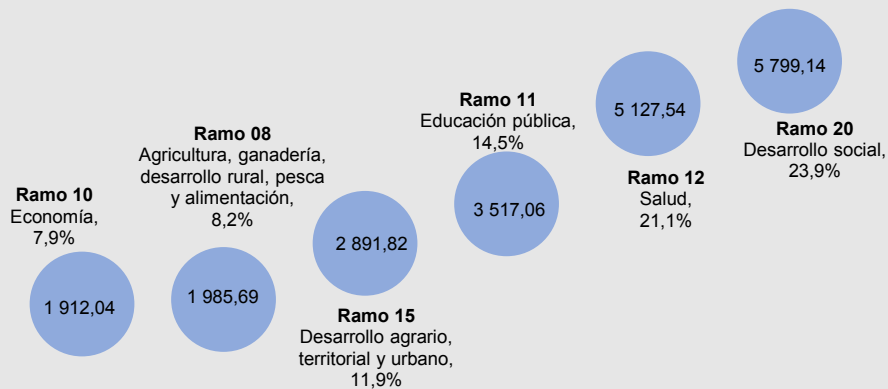 Ramo 10
Economía,
7,9%
1 912,04
Ramo 08
Agricultura, ganadería,
desarrollo rural, pesca
y alimentación,
8,2%
1 985,69
2 891,82
Ramo 15
Desarrollo agrario,
territorial y urbano,
11,9%
Ramo 11
Educación pública,
14,5%
3 517,06
5 127,54
Ramo 12
Salud,
21,1%
5 799,14
Ramo 20
Desarrollo social,
23,9%